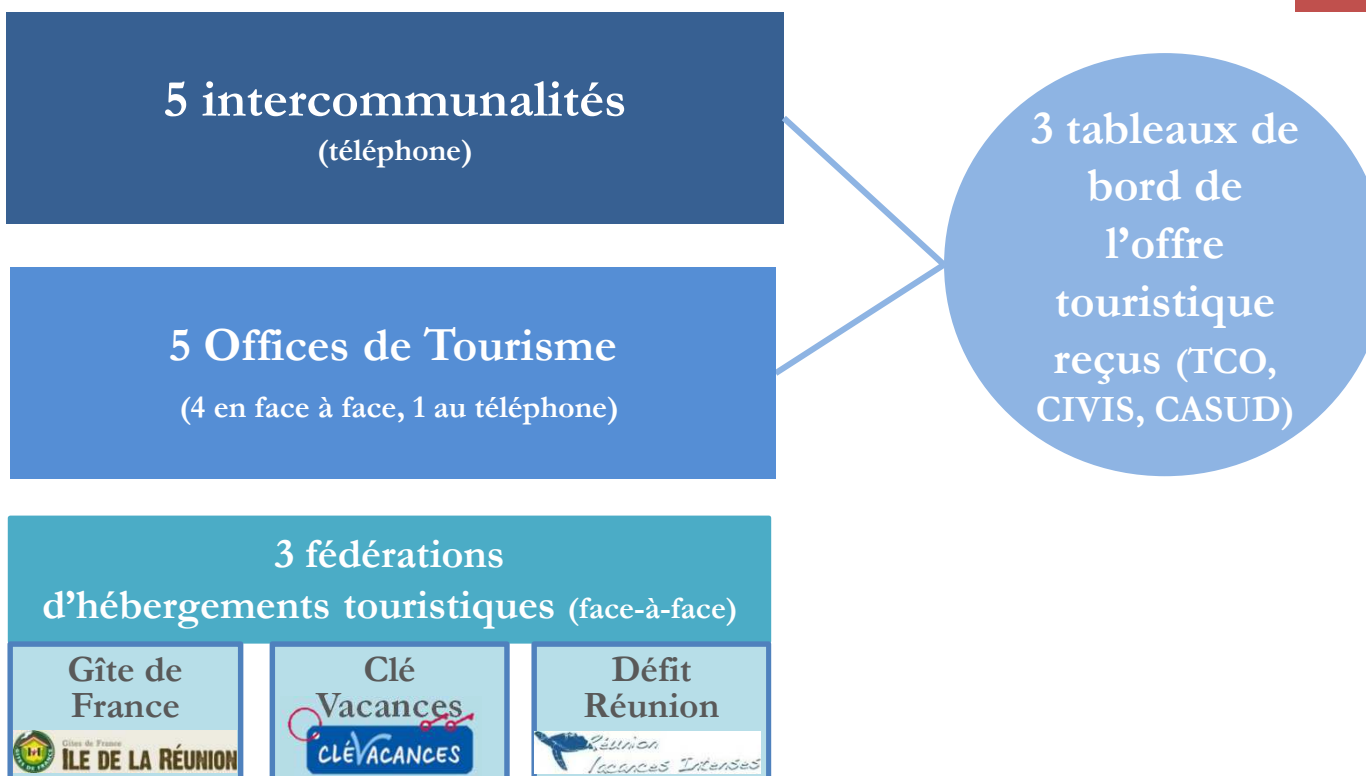 5 intercommunalités
(téléphone)
5 Offices de Tourisme
(4 en face à face, 1 au téléphone)
3 tableaux de
bord de
l’offre
touristique
reçus (TCO,
CIVIS, CASUD)
3 fédérations
d’hébergements touristiques (face-à-face)
Gîte de
France
Gîtes de France
ÎLE DE LA RÉUNION
Clé
Vacances
CLÉVACANCES
Défit
Réunion
Réunion
Vacances Intenses